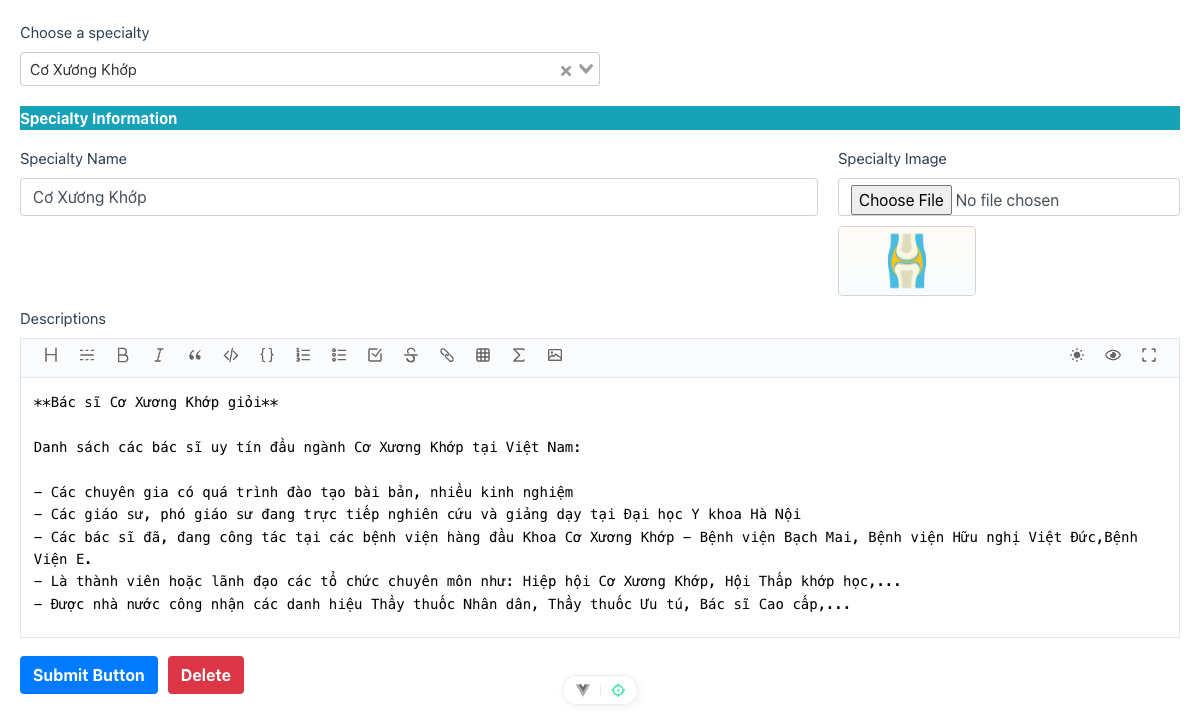 Choose a specialty
Cơ Xương Khớp
Specialty Information
Specialty Name
Specialty Image
Cơ Xương Khớp
Choose File No file chosen
Descriptions
**Bác sĩ Cơ Xương Khớp giỏi**
Danh sách các bác sĩ uy tín đầu ngành Cơ Xương Khớp tại Việt Nam:
- Các chuyên gia có quá trình đào tạo bài bản, nhiều kinh nghiệm
- Các giáo sư, phó giáo sư đang trực tiếp nghiên cứu và giảng dạy tại Đại học Y khoa Hà Nội
- Các bác sĩ đã, đang công tác tại các bệnh viện hàng đầu Khoa Cơ Xương Khớp - Bệnh viện Bạch Mai, Bệnh viện Hữu nghị Việt Đức,Bệnh
Viện E.
- Là thành viên hoặc lãnh đạo các tổ chức chuyên môn như: Hiệp hội Cơ Xương Khớp, Hội Thấp khớp học,...
- Được nhà nước công nhận các danh hiệu Thầy thuốc Nhân dân, Thầy thuốc Ưu tú, Bác sĩ Cao cấp,...
Submit Button Delete